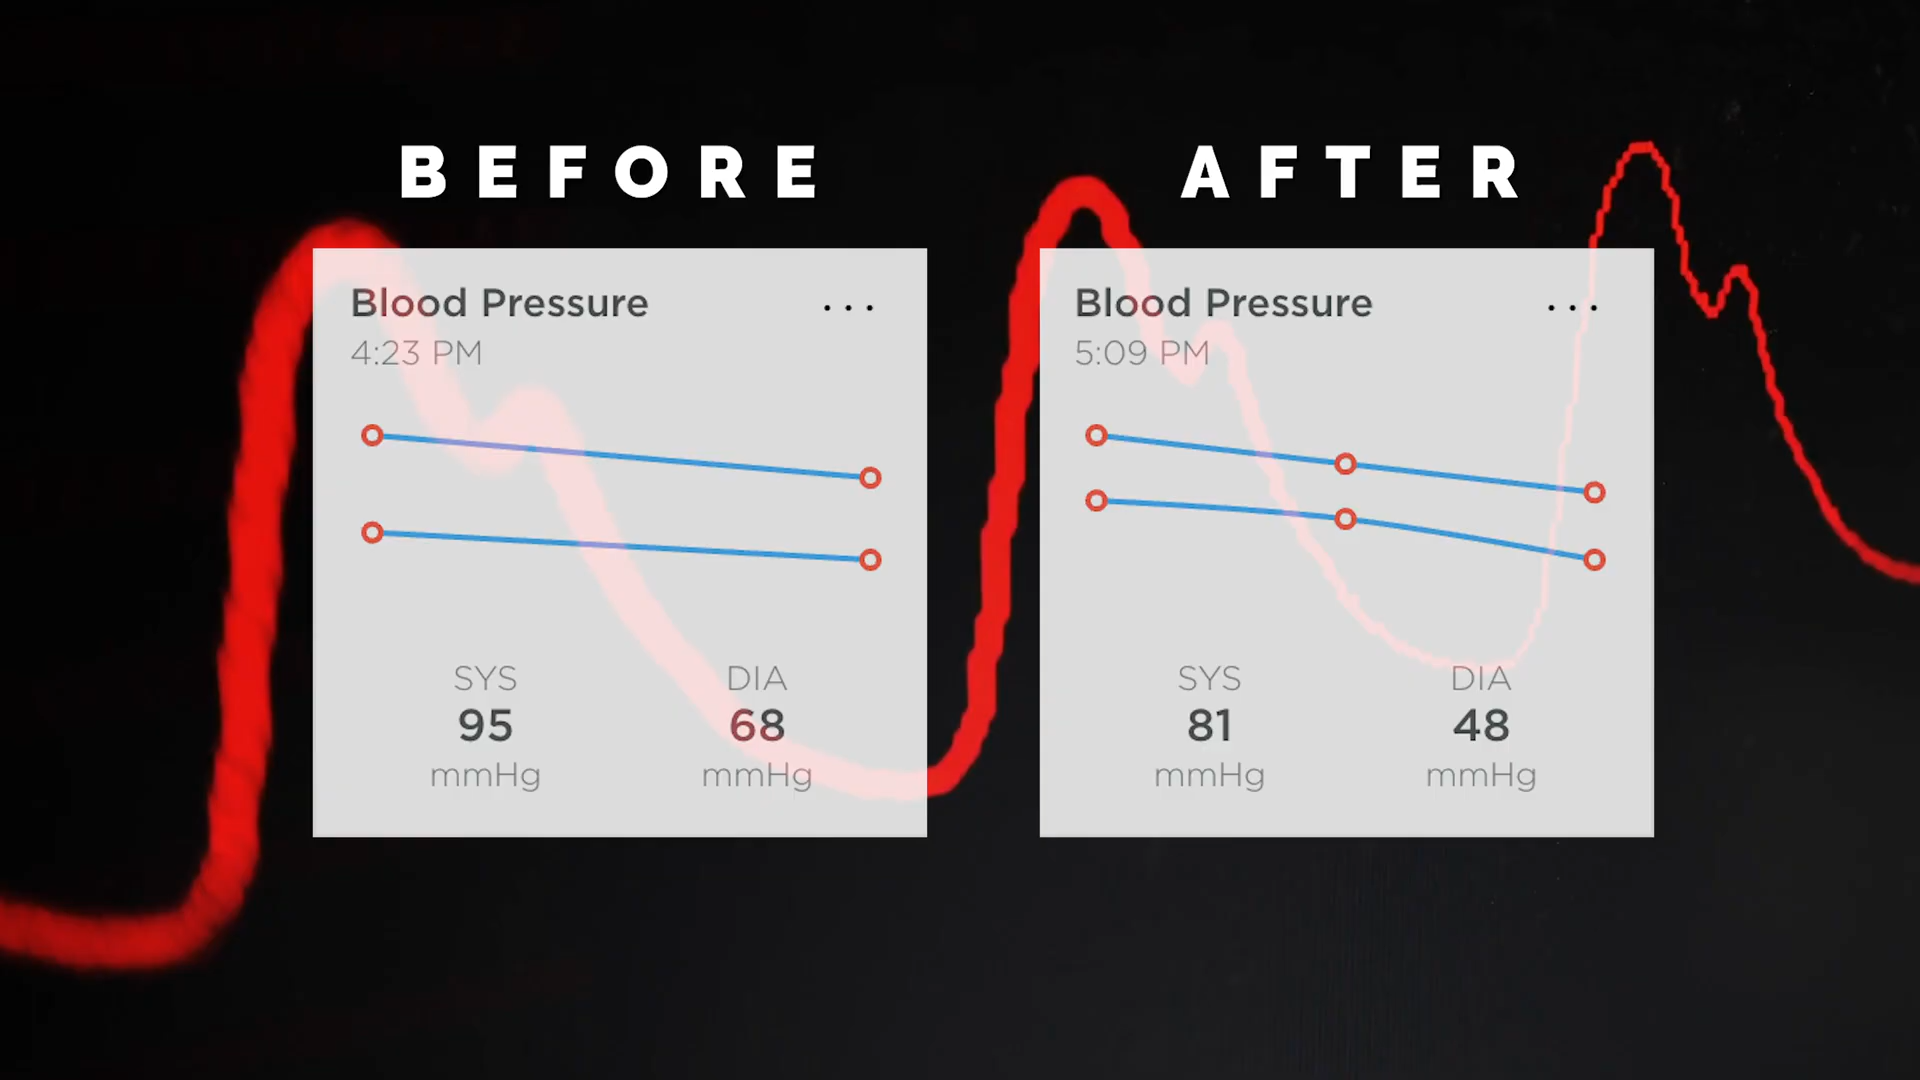 BEFORE
Blood Pressure
4:23 PM
SYS DIA
95 68
mmHg mmHg
AFTER
Blood Pressure
5:09 PM
SYS DIA
81 48
mmHg mmHg